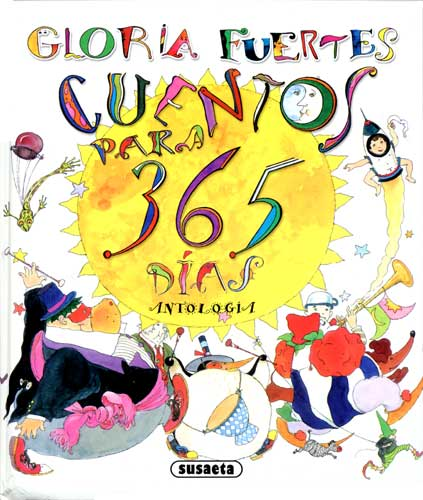 GLORIA FUERTES
CUENTOS
PARA
365
DÍAS
ANTOLOGÍA
susaeta